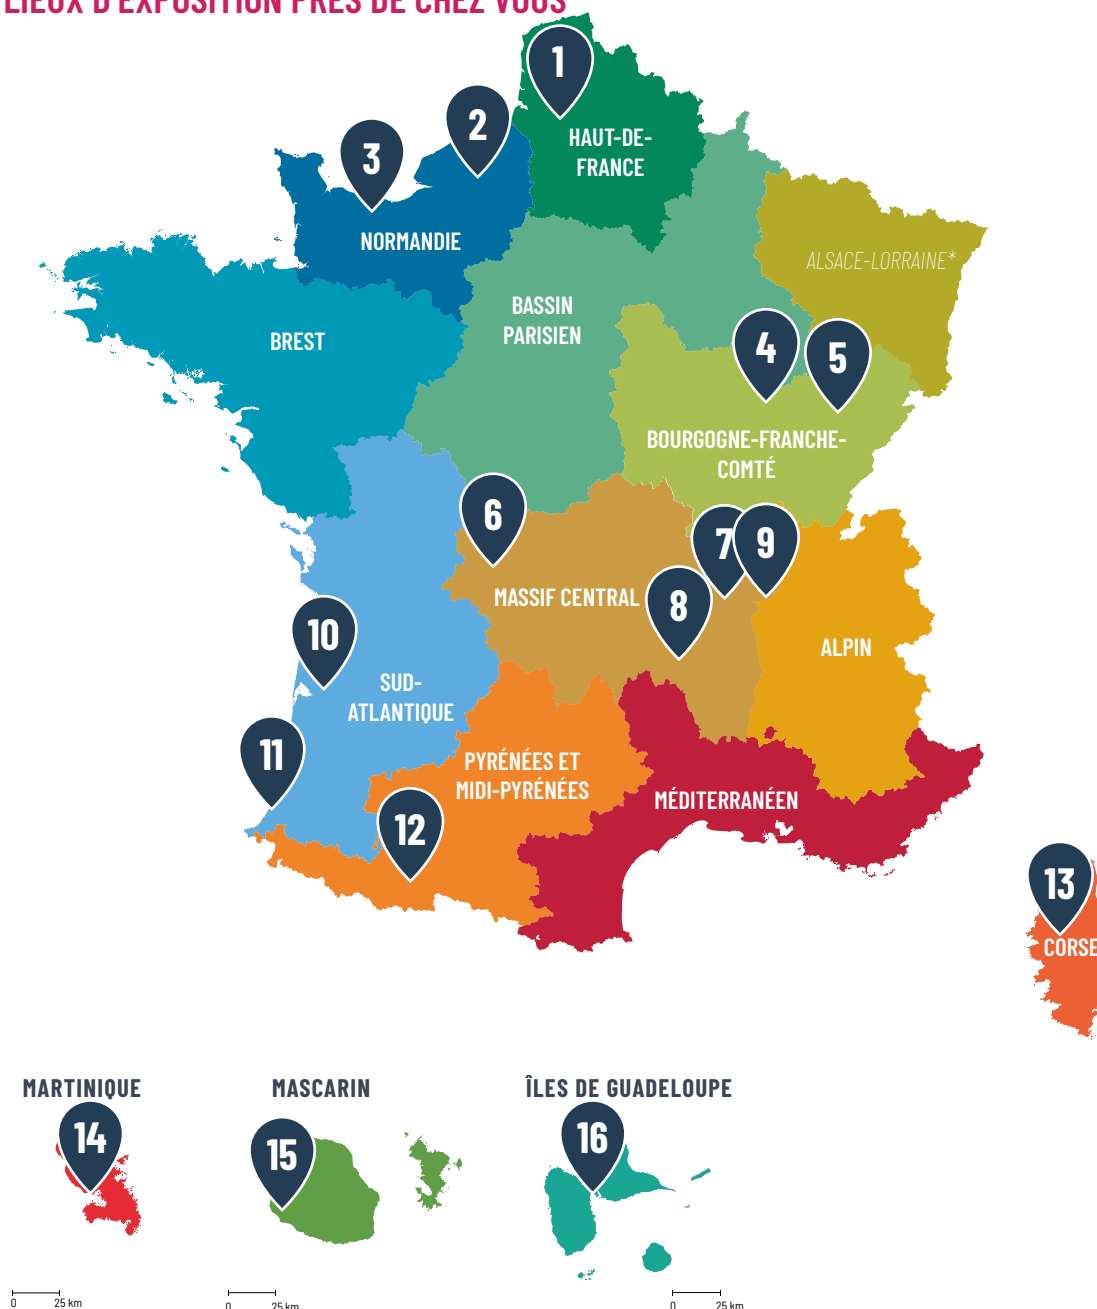 LIEUX D'EXPOSITION PRÈS DE CHEZ VOUS
1
HAUT-DE-
FRANCE
2
3
NORMANDIE
ALSACE-LORRAINE*
BASSIN
PARISIEN
BREST
4
5
BOURGOGNE-FRANCHE-
COMTÉ
6
7
9
MASSIF CENTRAL
8
10
ALPIN
SUD-
ATLANTIQUE
11
PYRÉNÉES ET
MIDI-PYRÉNÉES
MÉDITERRANÉEN
12
13
CORSE
MARTINIQUE
MASCARIN
ÎLES DE GUADELOUPE
14
15
16
0 25 km
0 25 km
0 25 km